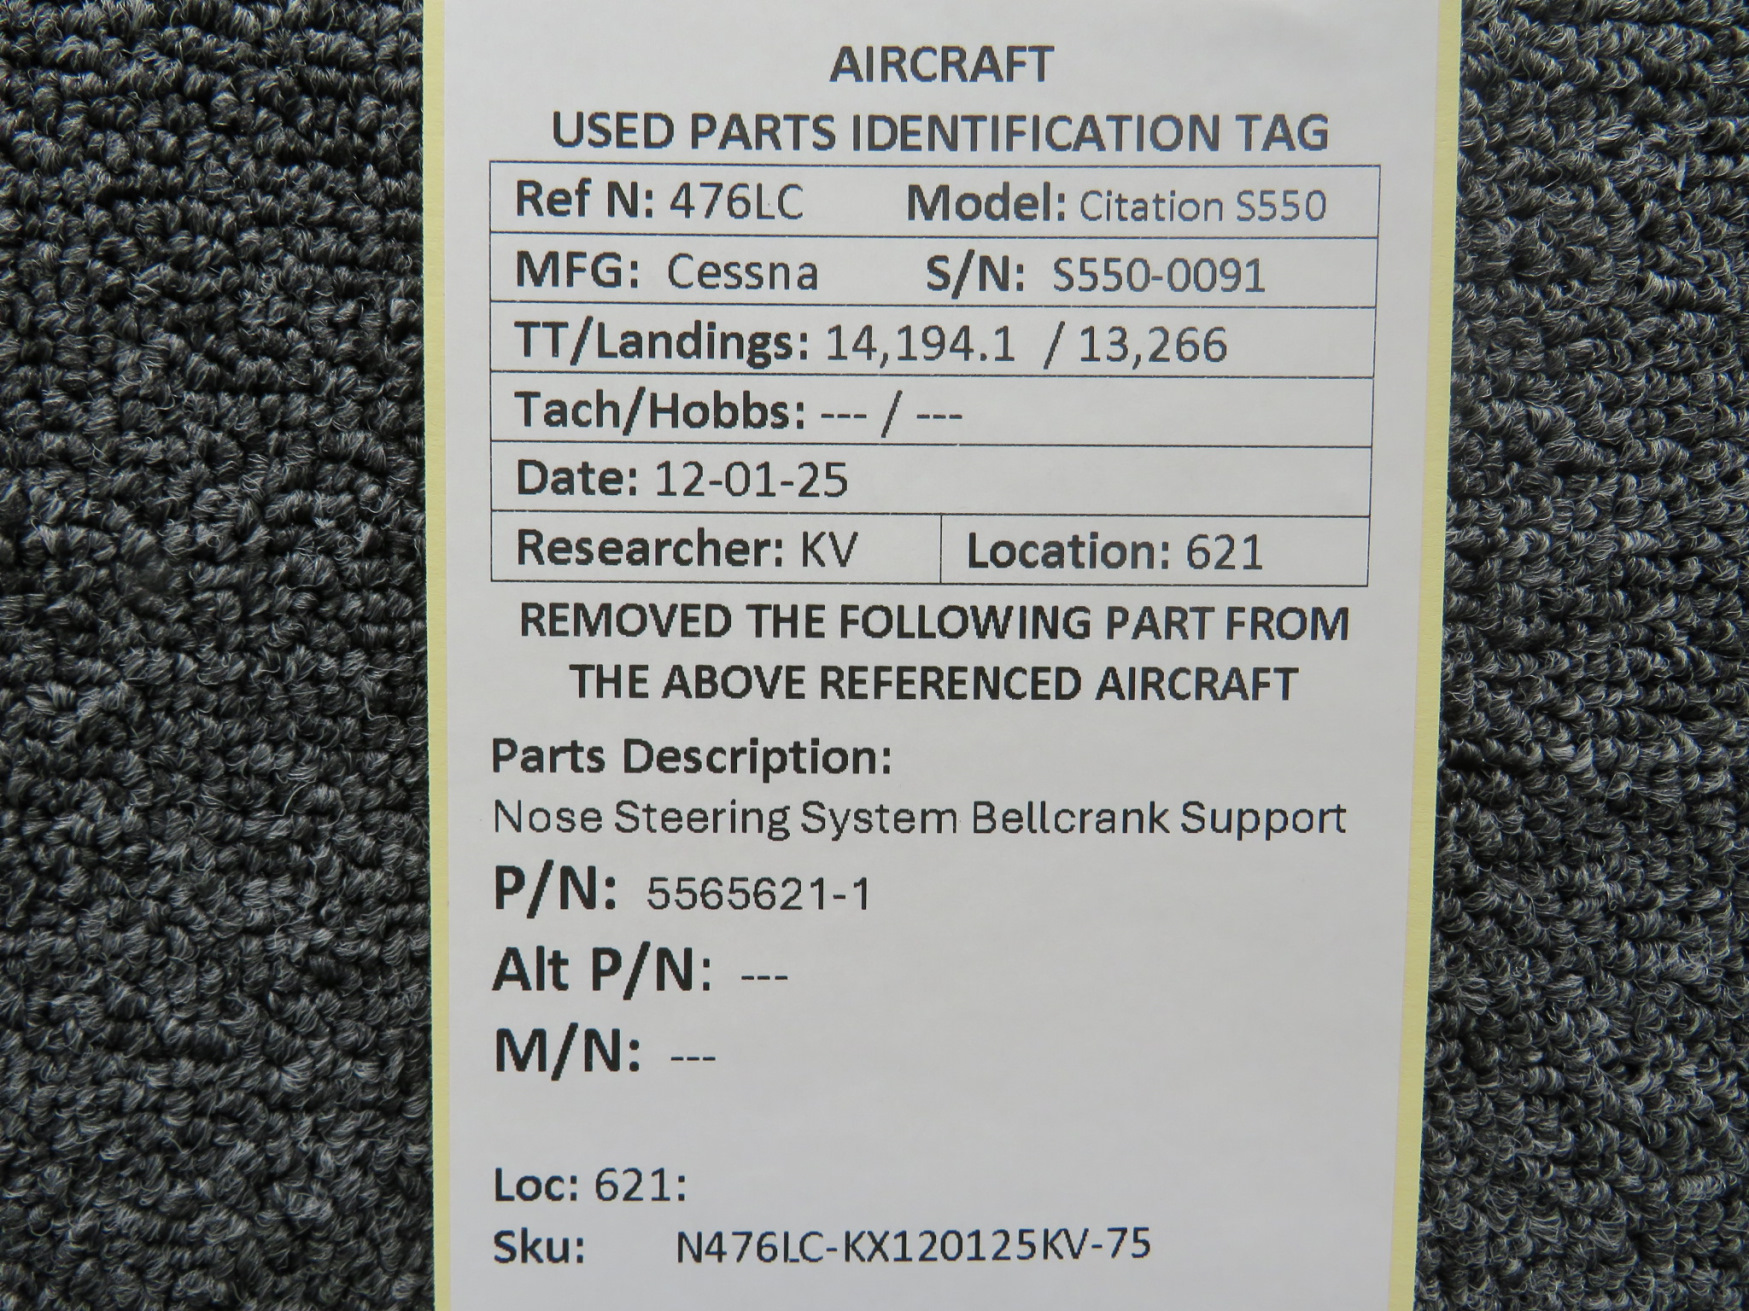 AIRCRAFT
USED PARTS IDENTIFICATION TAG
Ref N: 476LC Model: Citation S550
MFG: Cessna S/N: S550-0091
TT/Landings: 14,194.1 / 13,266
Tach/Hobbs: --- / ---
Date: 12-01-25
Researcher: KV Location: 621
REMOVED THE FOLLOWING PART FROM
THE ABOVE REFERENCED AIRCRAFT
Parts Description:
Nose Steering System Bellcrank Support
P/N: 5565621-1
Alt P/N: ---
M/N: ---
Loc: 621:
Sku: N476LC-KX120125KV-75